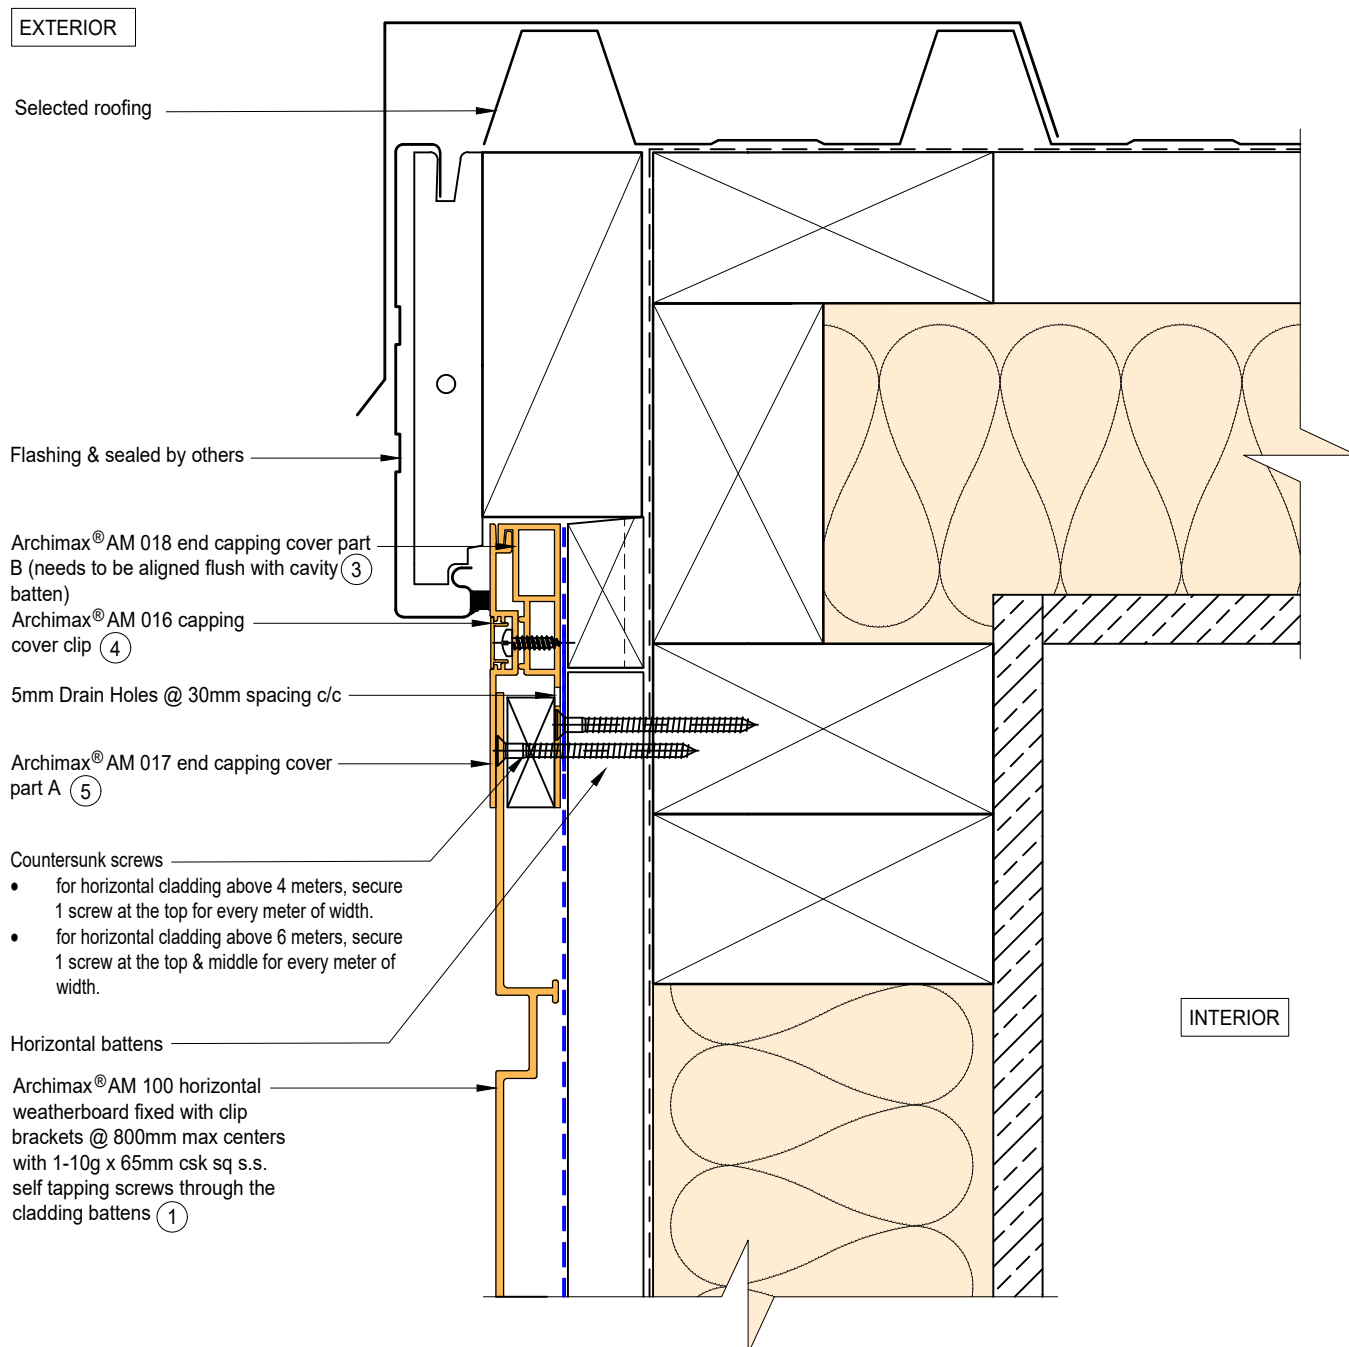 EXTERIOR
Selected roofing
Flashing & sealed by others
Archimax® AM 018 end capping cover part
B (needs to be aligned flush with cavity 3
batten)
Archimax® AM 016 capping
cover clip 4
5mm Drain Holes @ 30mm spacing c/c
Archimax® AM 017 end capping cover
part A 5
Countersunk screws
• for horizontal cladding above 4 meters, secure
1 screw at the top for every meter of width.
• for horizontal cladding above 6 meters, secure
1 screw at the top & middle for every meter of
width.
INTERIOR
Horizontal battens
Archimax® AM 100 horizontal
weatherboard fixed with clip
brackets @ 800mm max centers
with 1-10g x 65mm csk sq s.s.
self tapping screws through the
cladding battens 1